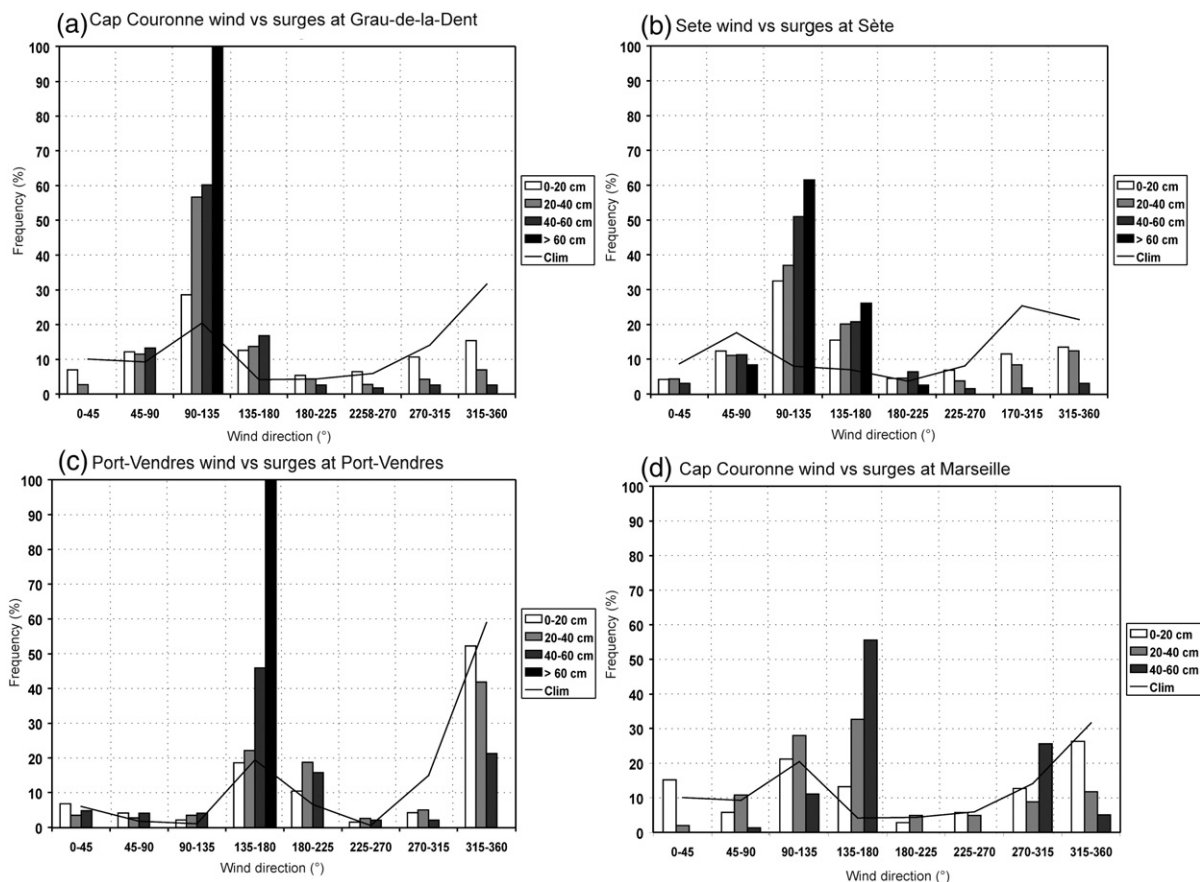 (a) Cap Couronne wind vs surges at Grau-de-la-Dent
100
90
80
70
60
50
40
30
20
10
0
Frequency (%)
0-20 cm
20-40 cm
40-60 cm
> 60 cm
Clim
0-45 45-90 90-135 135-180 180-225 2258-270 270-315 315-360
Wind direction (°)
(b) Sete wind vs surges at Sète
100
90
80
70
60
50
40
30
20
10
0
Frequency (%)
0-20 cm
20-40 cm
40-60 cm
> 60 cm
Clim
0-45 45-90 90-135 135-180 180-225 225-270 170-315 315-360
Wind direction (°)
(c) Port-Vendres wind vs surges at Port-Vendres
100
90
80
70
60
50
40
30
20
10
0
Frequency (%)
0-20 cm
20-40 cm
40-60 cm
> 60 cm
Clim
0-45 45-90 90-135 135-180 180-225 225-270 270-315 315-360
Wind direction (°)
(d) Cap Couronne wind vs surges at Marseille
100
90
80
70
60
50
40
30
20
10
0
Frequency (%)
0-20 cm
20-40 cm
40-60 cm
Clim
0-45 45-90 90-135 135-180 180-225 225-270 270-315 315-360
Wind direction (°)